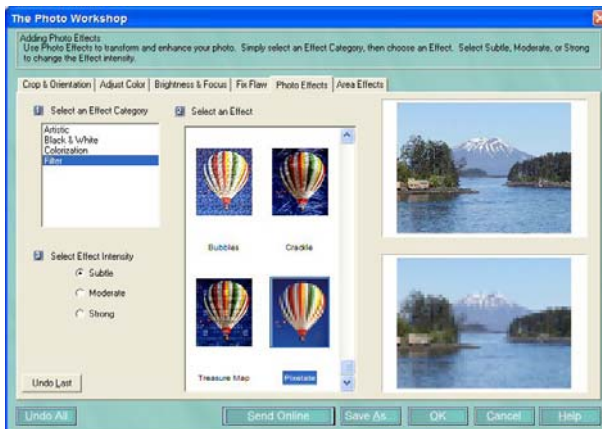 The Photo Workshop
Adding Photo Effects
Use Photo Effects to transform and enhance your photo. Simply select an Effect Category, then choose an Effect. Select Subtle, Moderate, or Strong
to change the Effect intensity.
Crop & Orientation Adjust Color Brightness & Focus Fix Flaw Photo Effects Area Effects
1 Select an Effect Category
Artistic
Black & White
Colorization
Filter
2 Select an Effect
Bubbles Crackle
Treasure Map Pixelate
3 Select Effect Intensity
Subtle
Moderate
Strong
Undo Last
Undo All Send Online Save As OK Cancel Help